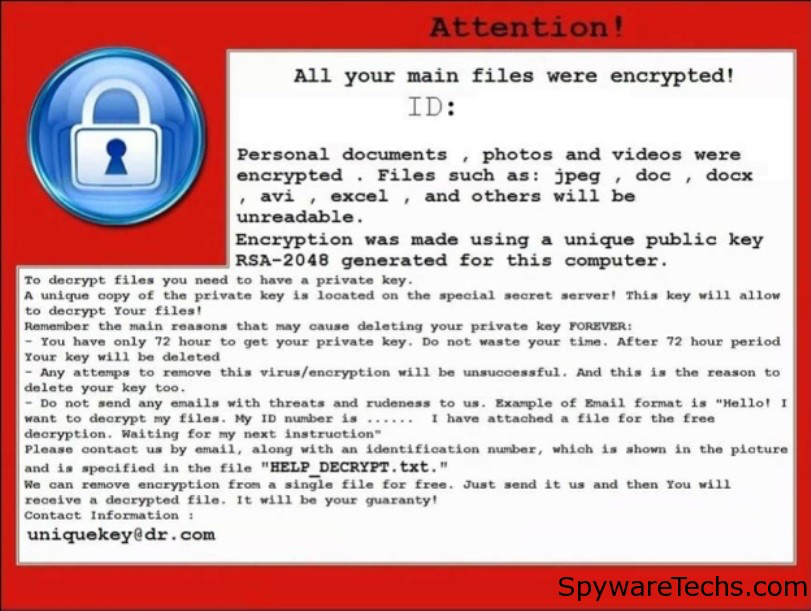 Attention!
All your main files were encrypted!
ID:
Personal documents , photos and videos were
encrypted . Files such as: jpeg , doc , docx
, avi , excel , and others will be
unreadable.
Encryption was made using a unique public key
RSA-2048 generated for this computer.
To decrypt files you need to have a private key.
A unique copy of the private key is located on the special secret server! This key will allow
to decrypt Your files!
Remember the main reasons that may cause deleting your private key FOREVER:
- You have only 72 hour to get your private key. Do not waste your time. After 72 hour period
Your key will be deleted
- Any attemps to remove this virus/encryption will be unsuccessful. And this is the reason to
delete your key too.
- Do not send any emails with threats and rudeness to us. Example of Email format is "Hello! I
want to decrypt my files. My ID number is ...... I have attached a file for the free
decryption. Waiting for my next instruction"
Please contact us by email, along with an identification number, which is shown in the picture
and is specified in the file "HELP_DECRYPT.txt."
We can remove encryption from a single file for free. Just send it us and then You will
receive a decrypted file. It will be your guaranty!
Contact Information :
uniquekey@dr.com
SpywareTechs.com